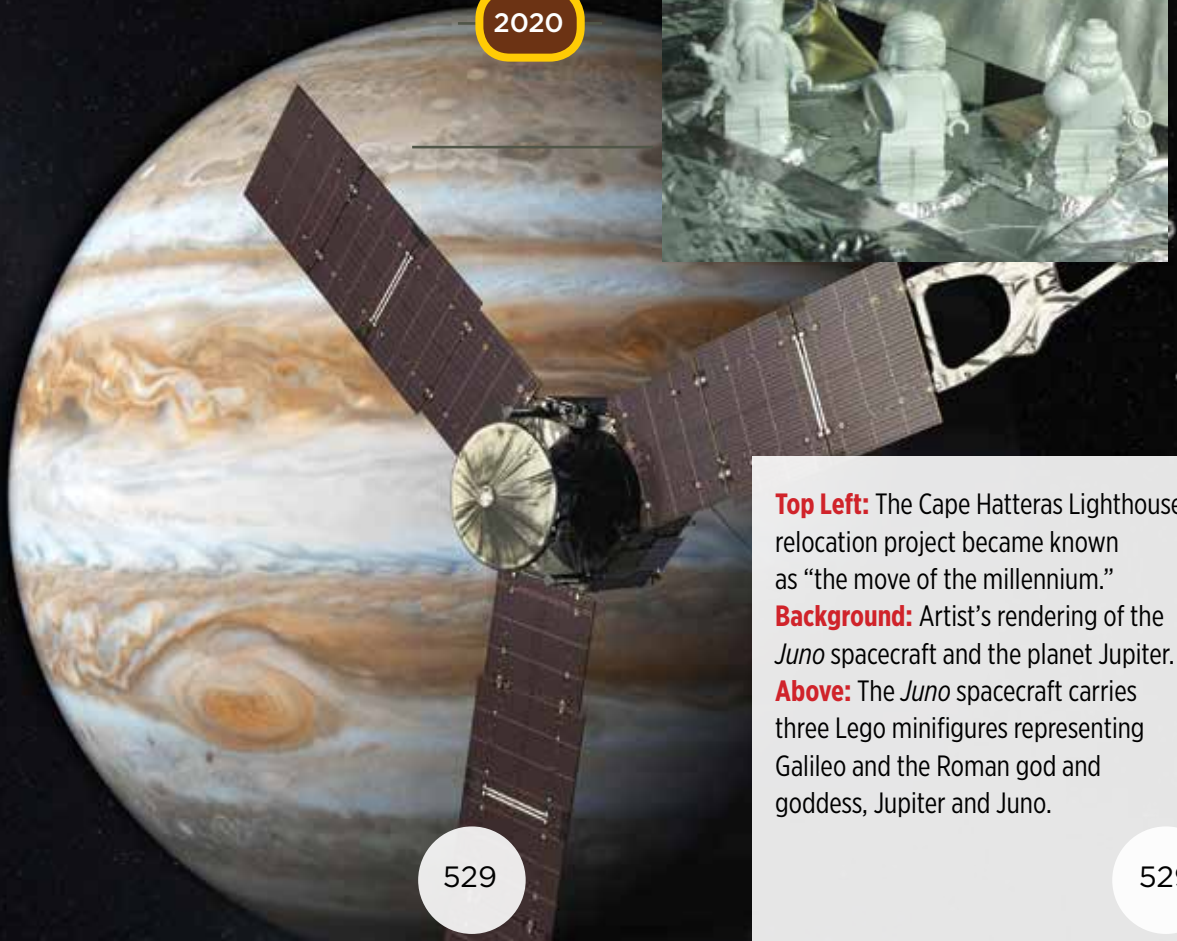 2020
Top Left: The Cape Hatteras Lighthouse
relocation project became known
as “the move of the millennium.”
Background: Artist’s rendering of the
Juno spacecraft and the planet Jupiter.
Above: The Juno spacecraft carries
three Lego minifigures representing
Galileo and the Roman god and
goddess, Jupiter and Juno.
529